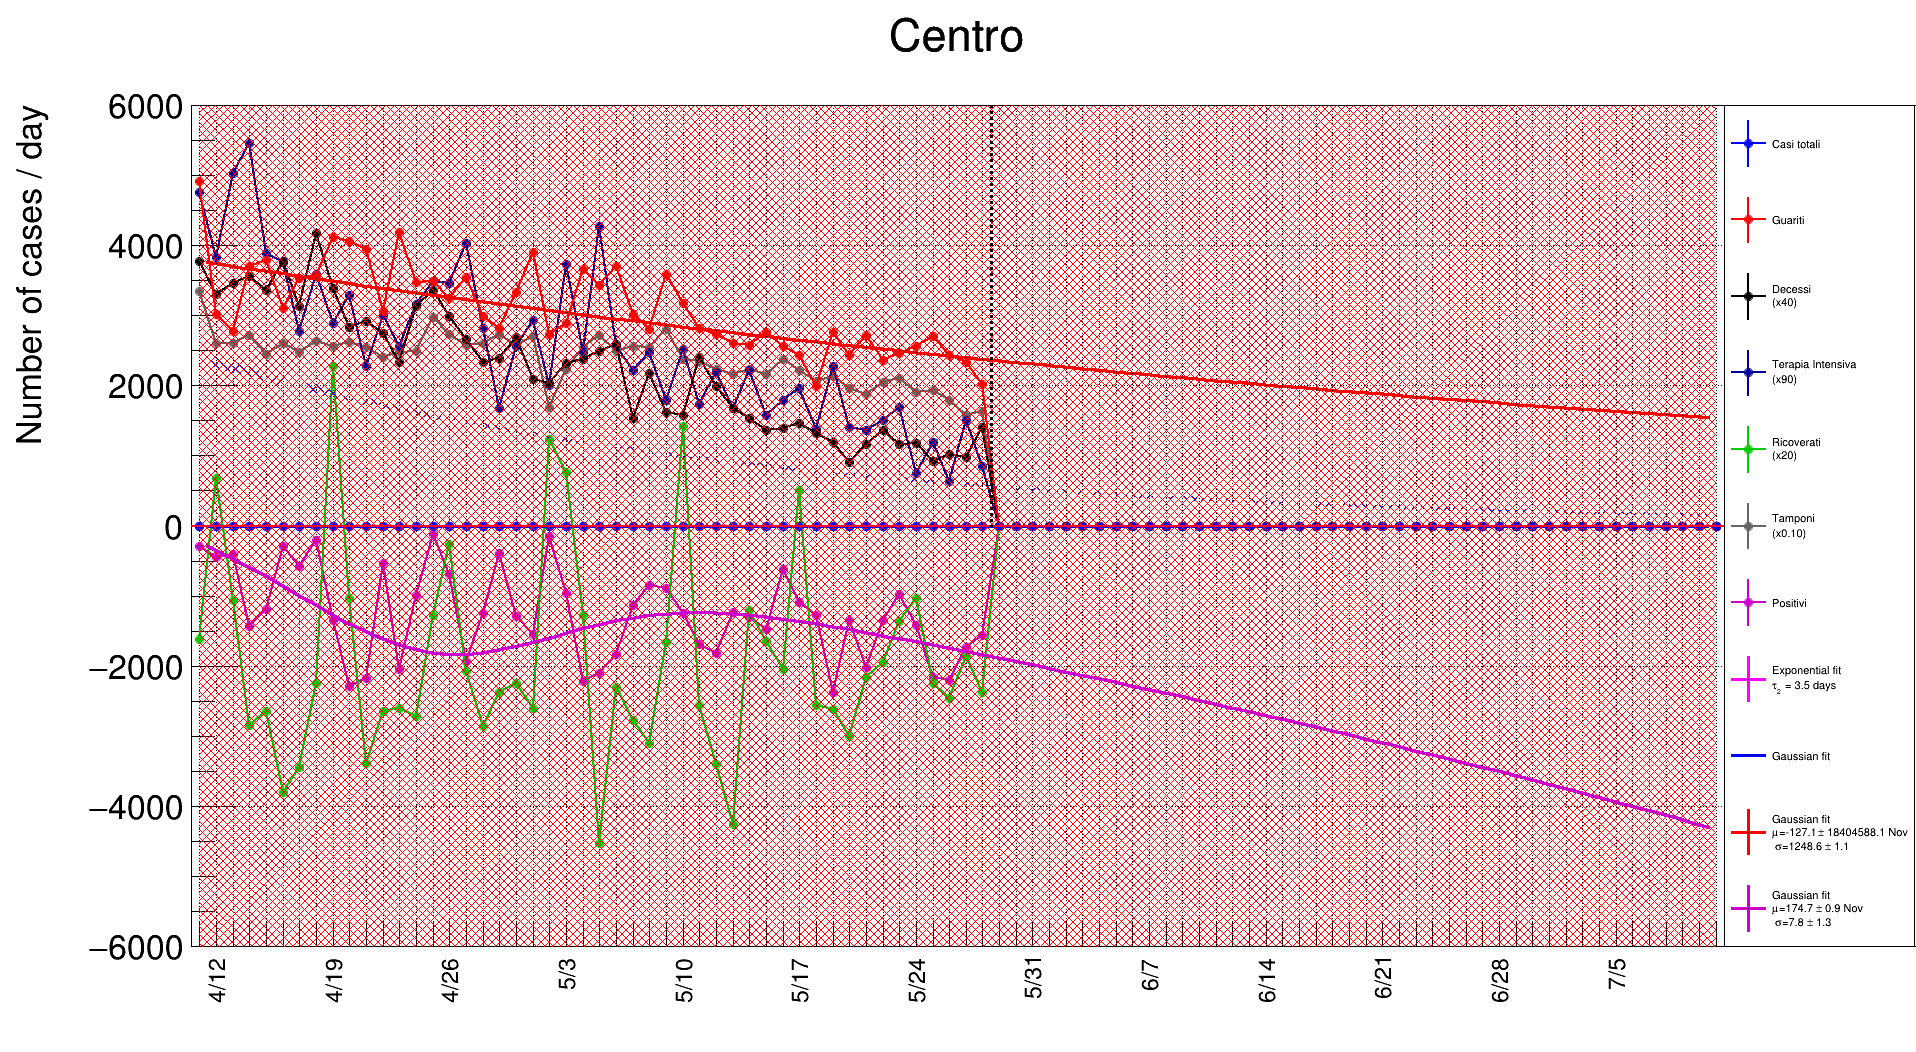 Centro
Number of cases / day
6000
4000
2000
0
−2000
−4000
−6000
4/12
4/19
4/26
5/3
5/10
5/17
5/24
5/31
6/7
6/14
6/21
6/28
7/5
Casi totali
Guariti
Decessi
(x40)
Terapia Intensiva
(x90)
Ricoverati
(x20)
Tamponi
(x0.10)
Positivi
Exponential fit
τ2 = 3.5 days
Gaussian fit
Gaussian fit
μ=-127.1 ± 18404588.1 Nov
σ=1248.6 ± 1.1
Gaussian fit
μ=174.7 ± 0.9 Nov
σ=7.8 ± 1.3